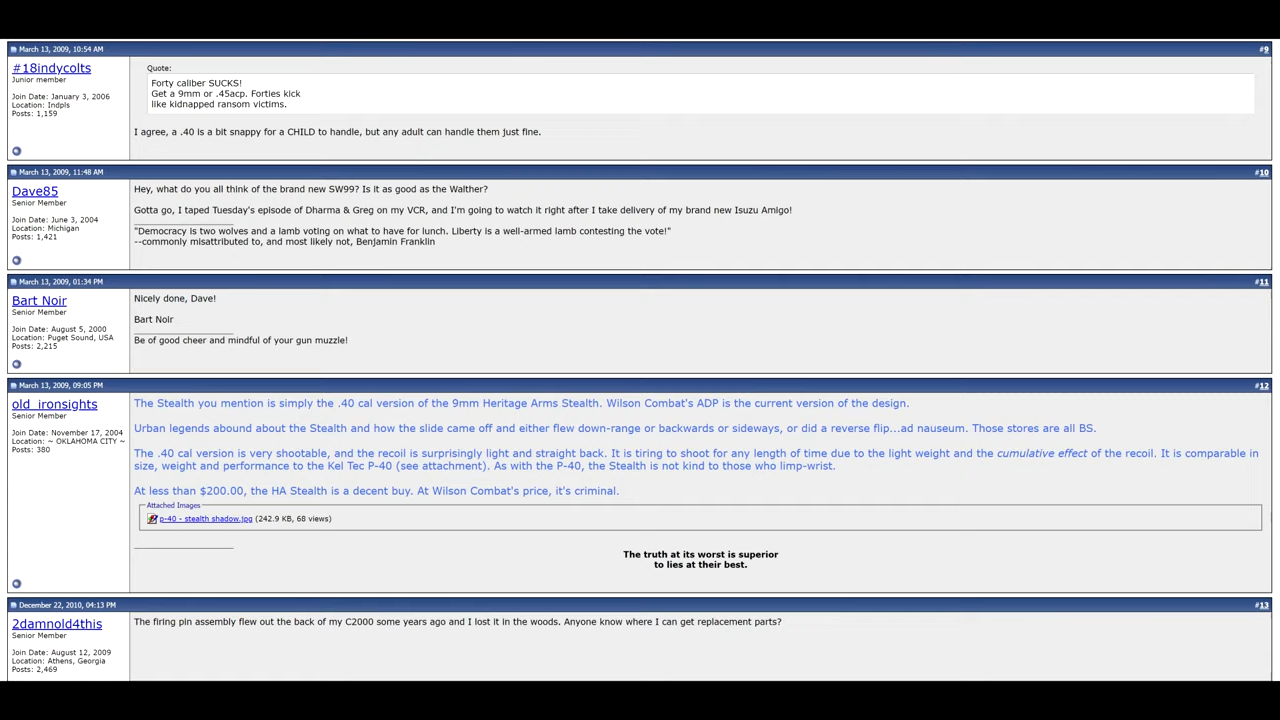 March 13, 2009, 10:54 AM
#9
#18indycolts
Junior member
Join Date: January 3, 2006
Location: Indpls
Posts: 1,159
Quote:
Forty caliber SUCKS!
Get a 9mm or .45acp. Forties kick
like kidnapped ransom victims.
I agree, a .40 is a bit snappy for a CHILD to handle, but any adult can handle them just fine.
March 13, 2009, 11:48 AM
#10
Dave85
Senior Member
Join Date: June 3, 2004
Location: Michigan
Posts: 1,421
Hey, what do you all think of the brand new SW99? Is it as good as the Walther?
Gotta go, I taped Tuesday's episode of Dharma & Greg on my VCR, and I'm going to watch it right after I take delivery of my brand new Isuzu Amigo!
"Democracy is two wolves and a lamb voting on what to have for lunch. Liberty is a well-armed lamb contesting the vote!"
--commonly misattributed to, and most likely not, Benjamin Franklin
March 13, 2009, 01:34 PM
#11
Bart Noir
Senior Member
Join Date: August 5, 2000
Location: Puget Sound, USA
Posts: 2,215
Nicely done, Dave!
Bart Noir
Be of good cheer and mindful of your gun muzzle!
March 13, 2009, 09:05 PM
#12
old_ironsights
Senior Member
Join Date: November 17, 2004
Location: ~ OKLAHOMA CITY ~
Posts: 380
The Stealth you mention is simply the .40 cal version of the 9mm Heritage Arms Stealth. Wilson Combat's ADP is the current version of the design.
Urban legends abound about the Stealth and how the slide came off and either flew down-range or backwards or sideways, or did a reverse flip...ad nauseum. Those stores are all BS.
The .40 cal version is very shootable, and the recoil is surprisingly light and straight back. It is tiring to shoot for any length of time due to the light weight and the cumulative effect of the recoil. It is comparable in
size, weight and performance to the Kel Tec P-40 (see attachment). As with the P-40, the Stealth is not kind to those who limp-wrist.
At less than $200.00, the HA Stealth is a decent buy. At Wilson Combat's price, it's criminal.
Attached Images
p-40 - stealth shadow.jpg (242.9 KB, 68 views)
The truth at its worst is superior
to lies at their best.
December 22, 2010, 04:13 PM
#13
2damnold4this
Senior Member
Join Date: August 12, 2009
Location: Athens, Georgia
Posts: 2,469
The firing pin assembly flew out the back of my C2000 some years ago and I lost it in the woods. Anyone know where I can get replacement parts?